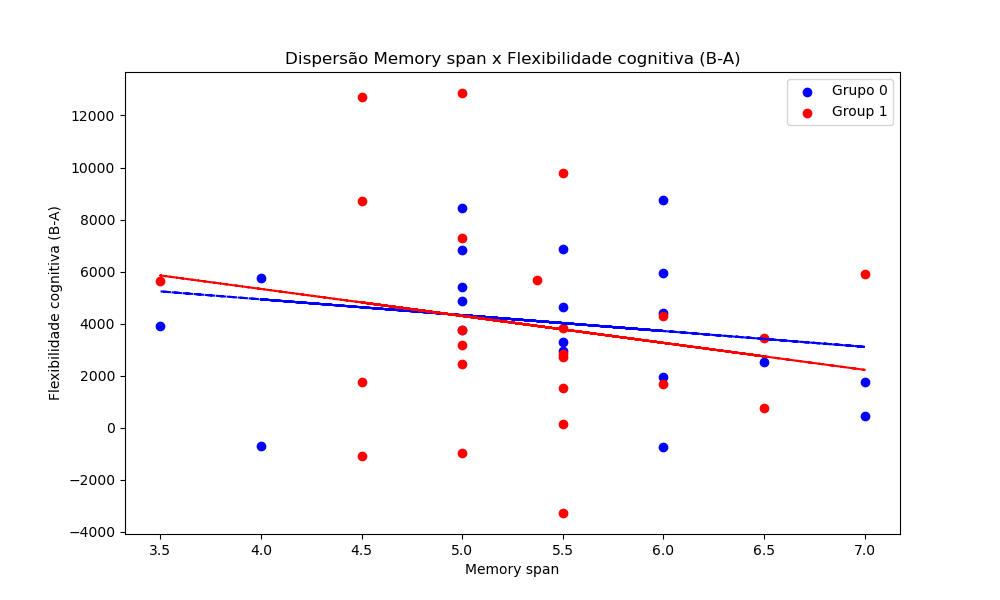 Dispersão Memory span x Flexibilidade cognitiva (B-A)
Grupo 0
Group 1
Flexibilidade cognitiva (B-A)
12000
10000
8000
6000
4000
2000
0
−2000
−4000
3.5 4.0 4.5 5.0 5.5 6.0 6.5 7.0
Memory span